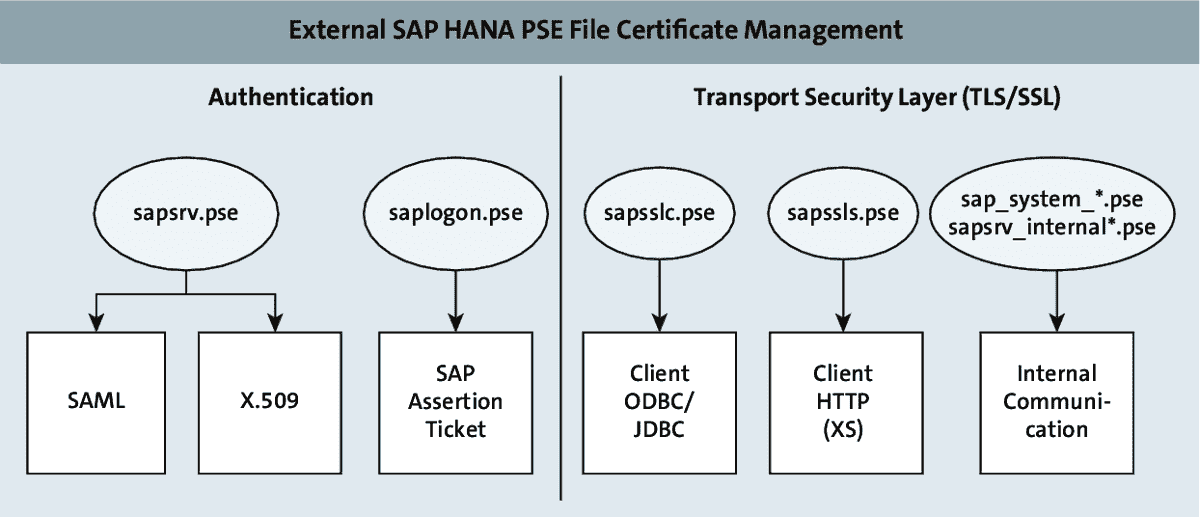 External SAP HANA PSE File Certificate Management
Authentication
Transport Security Layer (TLS/SSL)
sapsrv.pse
saplogon.pse
sapsslc.pse
sapssls.pse
sap_system_*.pse
sapsrv_internal*.pse
SAML
X.509
SAP
Assertion
Ticket
Client
ODBC/
JDBC
Client
HTTP
(XS)
Internal
Communi-
cation